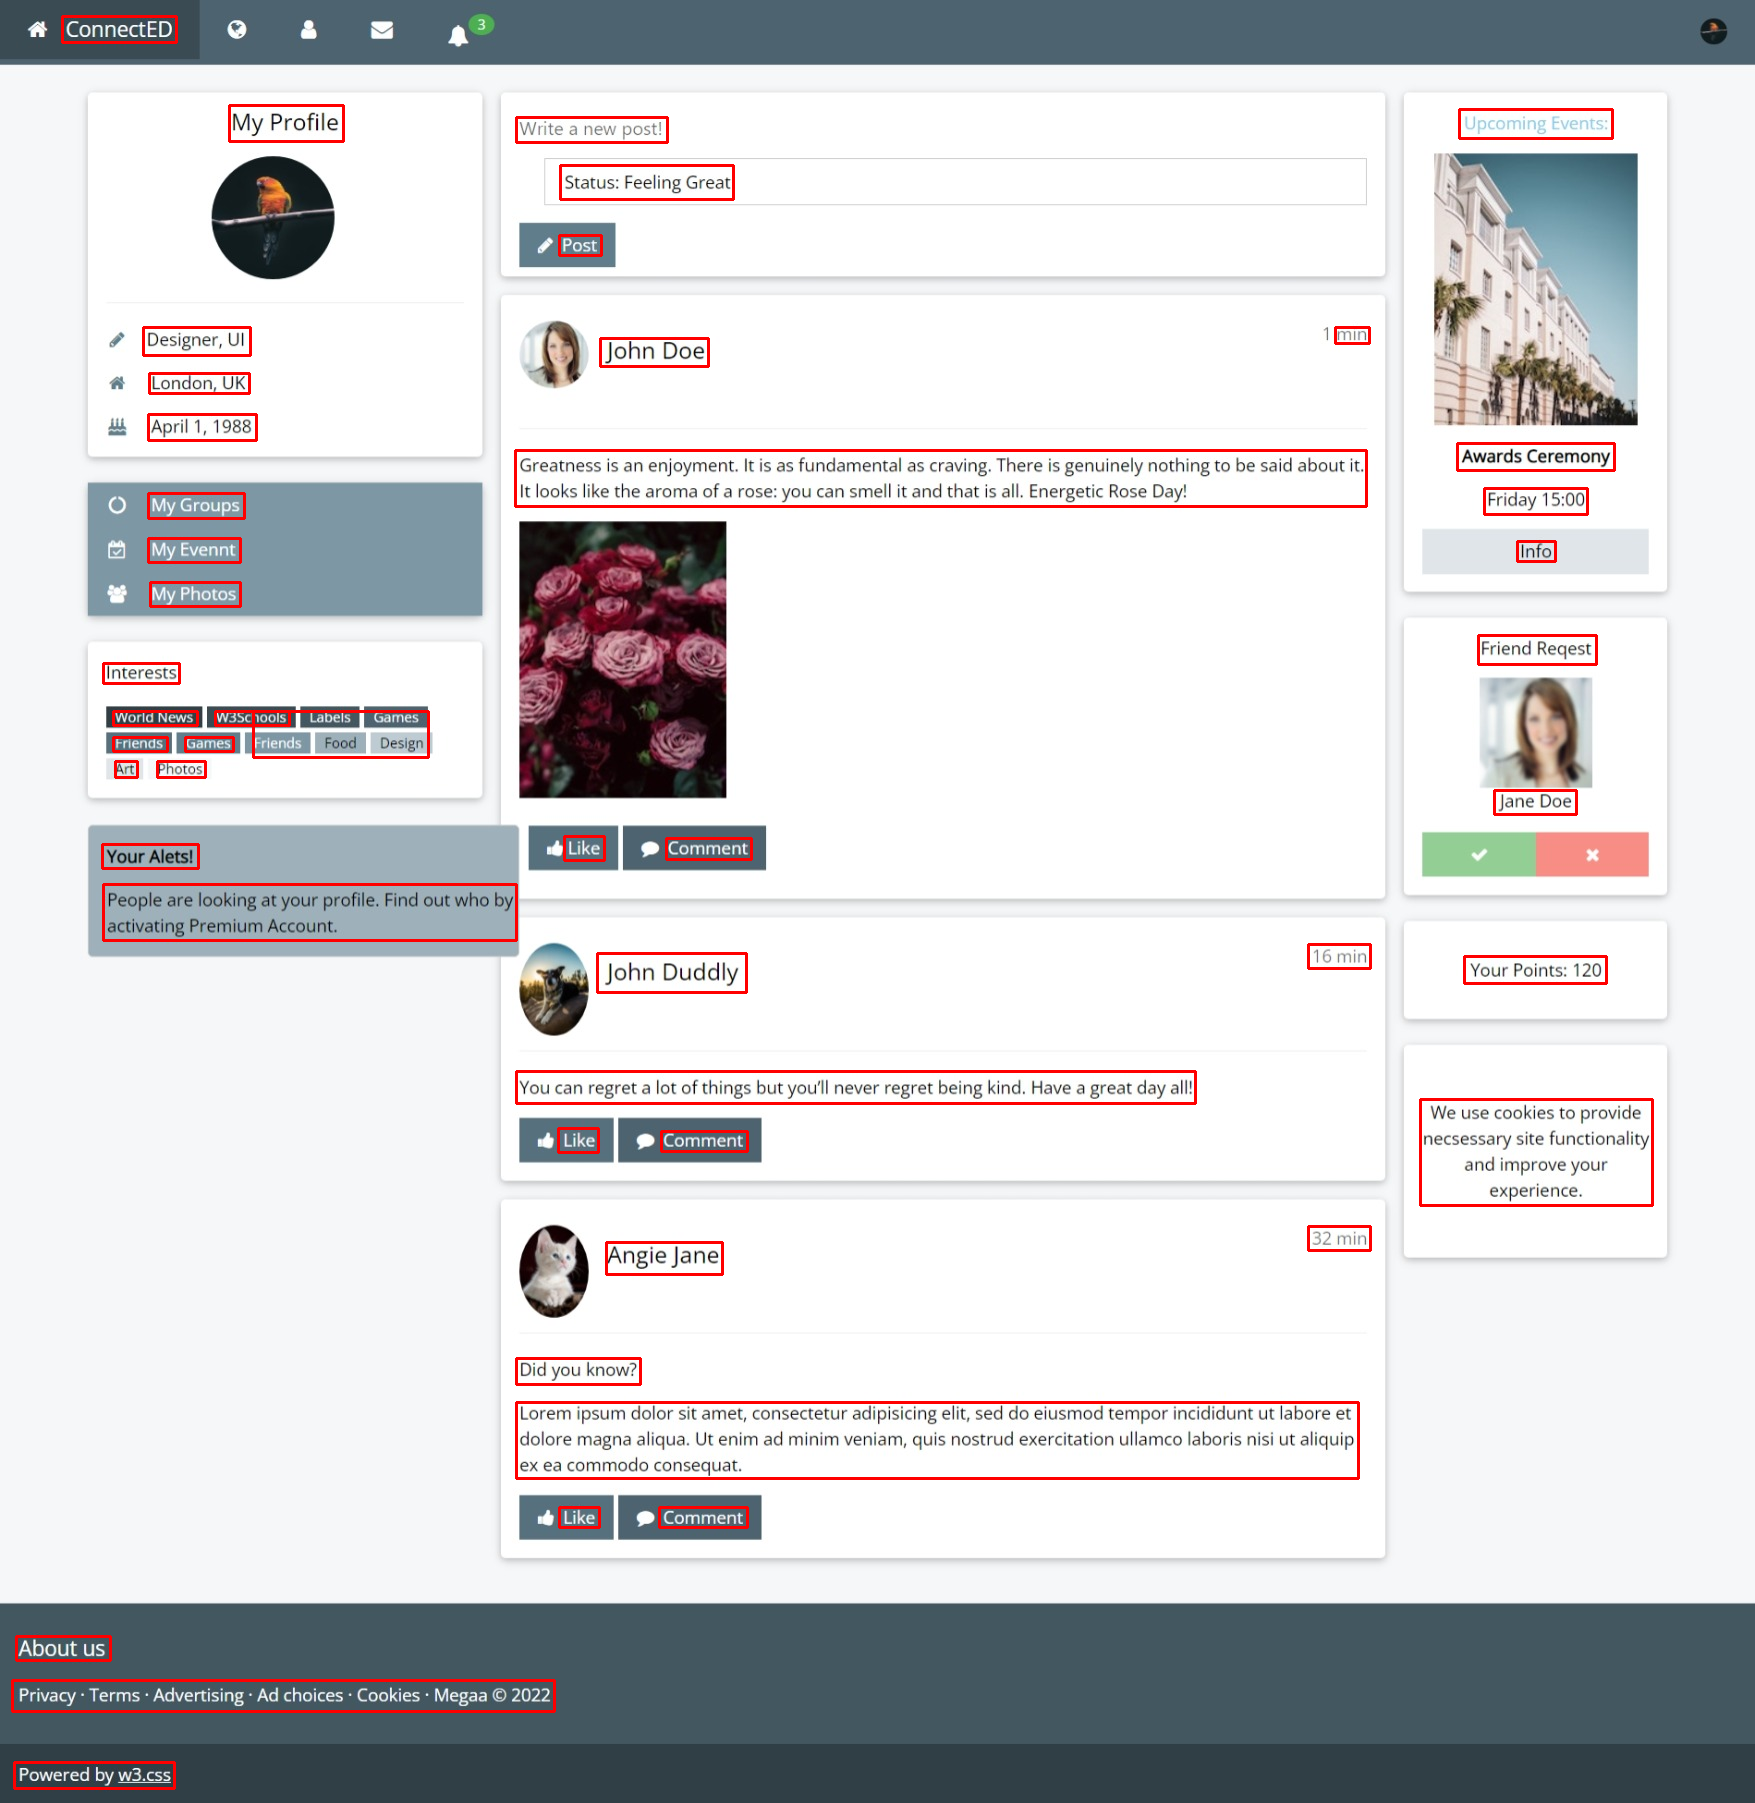 ConnectED
3
My Profile
Designer, UI
London, UK
April 1, 1988
My Groups
My Evennt
My Photos
Interests
World News W3Schools Labels Games
Friends Games Friends Food Design
Art Photos
Your Alets!
People are looking at your profile. Find out who by
activating Premium Account.
Write a new post!
Status: Feeling Great
Post
John Doe
1 min
Greatness is an enjoyment. It is as fundamental as craving. There is genuinely nothing to be said about it.
It looks like the aroma of a rose: you can smell it and that is all. Energetic Rose Day!
Like Comment
John Duddly
16 min
You can regret a lot of things but you’ll never regret being kind. Have a great day all!
Like Comment
Angie Jane
32 min
Did you know?
Lorem ipsum dolor sit amet, consectetur adipisicing elit, sed do eiusmod tempor incididunt ut labore et
dolore magna aliqua. Ut enim ad minim veniam, quis nostrud exercitation ullamco laboris nisi ut aliquip
ex ea commodo consequat.
Like Comment
Upcoming Events:
Awards Ceremony
Friday 15:00
Info
Friend Reqest
Jane Doe
Your Points: 120
We use cookies to provide
necsessary site functionality
and improve your
experience.
About us
Privacy · Terms · Advertising · Ad choices · Cookies · Megaa © 2022
Powered by w3.css